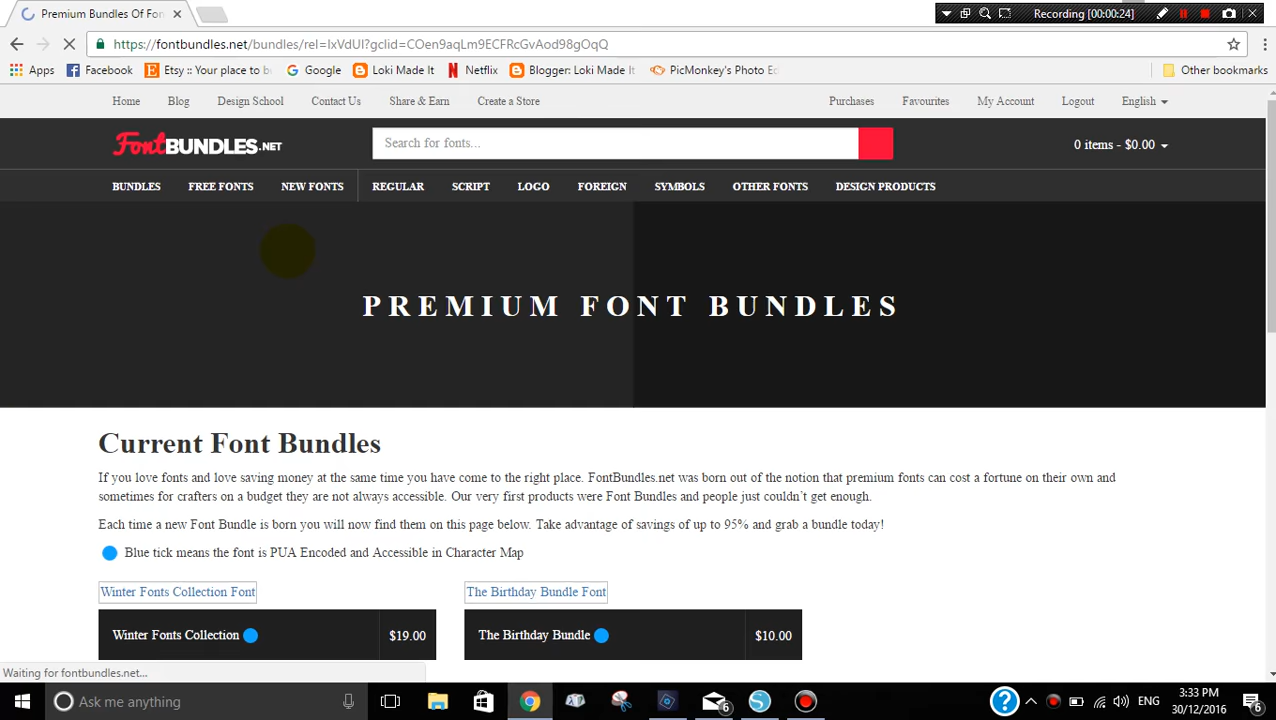 Premium Bundles Of Fon
Recording [00:00:24]
https://fontbundles.net/bundles/rel=IxVdUl?gclid=COen9aqLm9ECFRcGvAod98gOqQ
Apps Facebook Etsy :: Your place to b Google Loki Made It Netflix Blogger: Loki Made It PicMonkey's Photo Ed Other bookmarks
Home Blog Design School Contact Us Share & Earn Create a Store Purchases Favourites My Account Logout English
FontBUNDLES.NET Search for fonts... 0 items - $0.00
BUNDLES FREE FONTS NEW FONTS REGULAR SCRIPT LOGO FOREIGN SYMBOLS OTHER FONTS DESIGN PRODUCTS
PREMIUM FONT BUNDLES
Current Font Bundles
If you love fonts and love saving money at the same time you have come to the right place. FontBundles.net was born out of the notion that premium fonts can cost a fortune on their own and
sometimes for crafters on a budget they are not always accessible. Our very first products were Font Bundles and people just couldn't get enough.
Each time a new Font Bundle is born you will now find them on this page below. Take advantage of savings of up to 95% and grab a bundle today!
Blue tick means the font is PUA Encoded and Accessible in Character Map
Winter Fonts Collection Font The Birthday Bundle Font
Winter Fonts Collection $19.00 The Birthday Bundle $10.00
Waiting for fontbundles.net...
Ask me anything 6 ENG 3:33 PM 30/12/2016 6